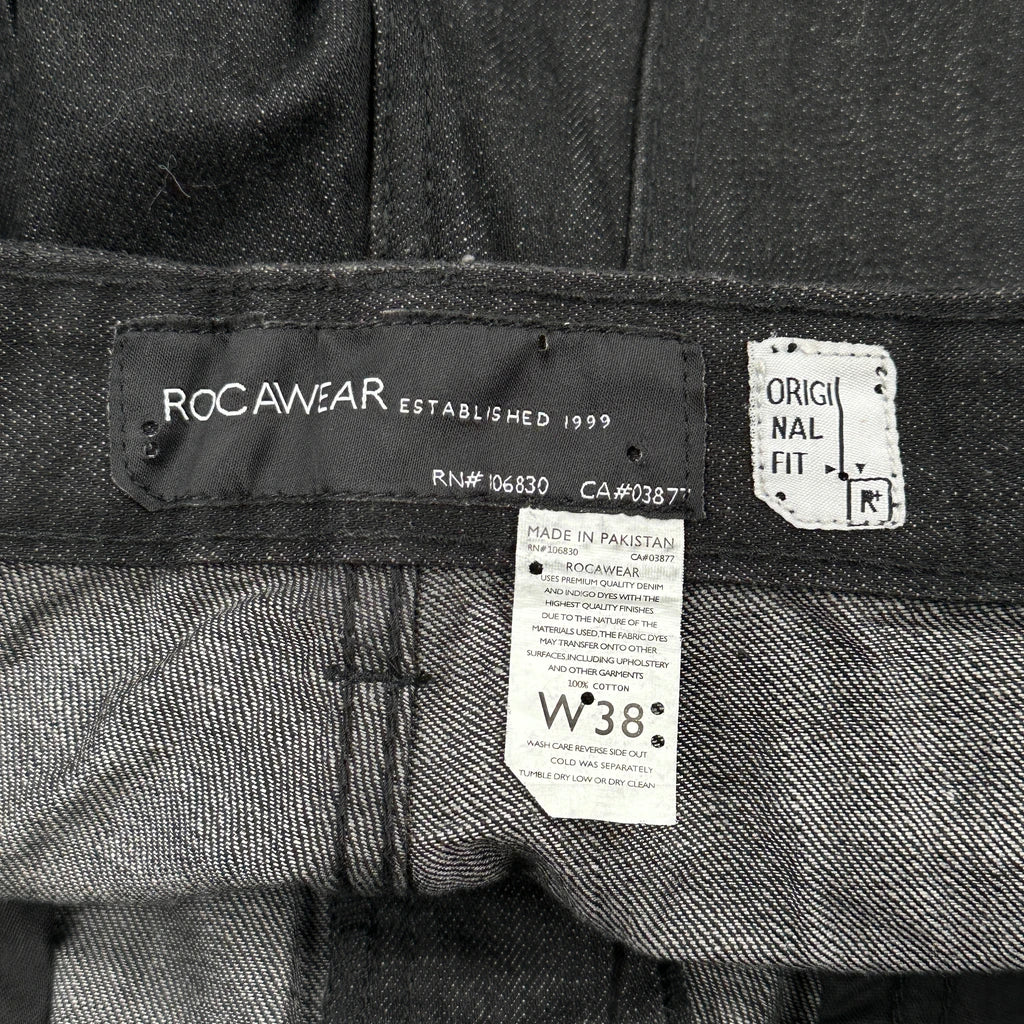 ROCAWEAR ESTABLISHED 1999
RN# 106830 CA#03877
ORIGI
NAL
FIT
R+
MADE IN PAKISTAN
RN#106830 CA#03877
ROCAWEAR
USES PREMIUM QUALITY DENIM
AND INDIGO DYES WITH THE
HIGHEST QUALITY FINISHES
DUE TO THE NATURE OF THE
MATERIALS USED,THE FABRIC DYES
MAY TRANSFER ONTO OTHER
SURFACES,INCLUDING UPHOLSTERY
AND OTHER GARMENTS
100% COTTON
W 38
WASH CARE REVERSE SIDE OUT
COLD WAS SEPARATELY
TUMBLE DRY LOW OR DRY CLEAN